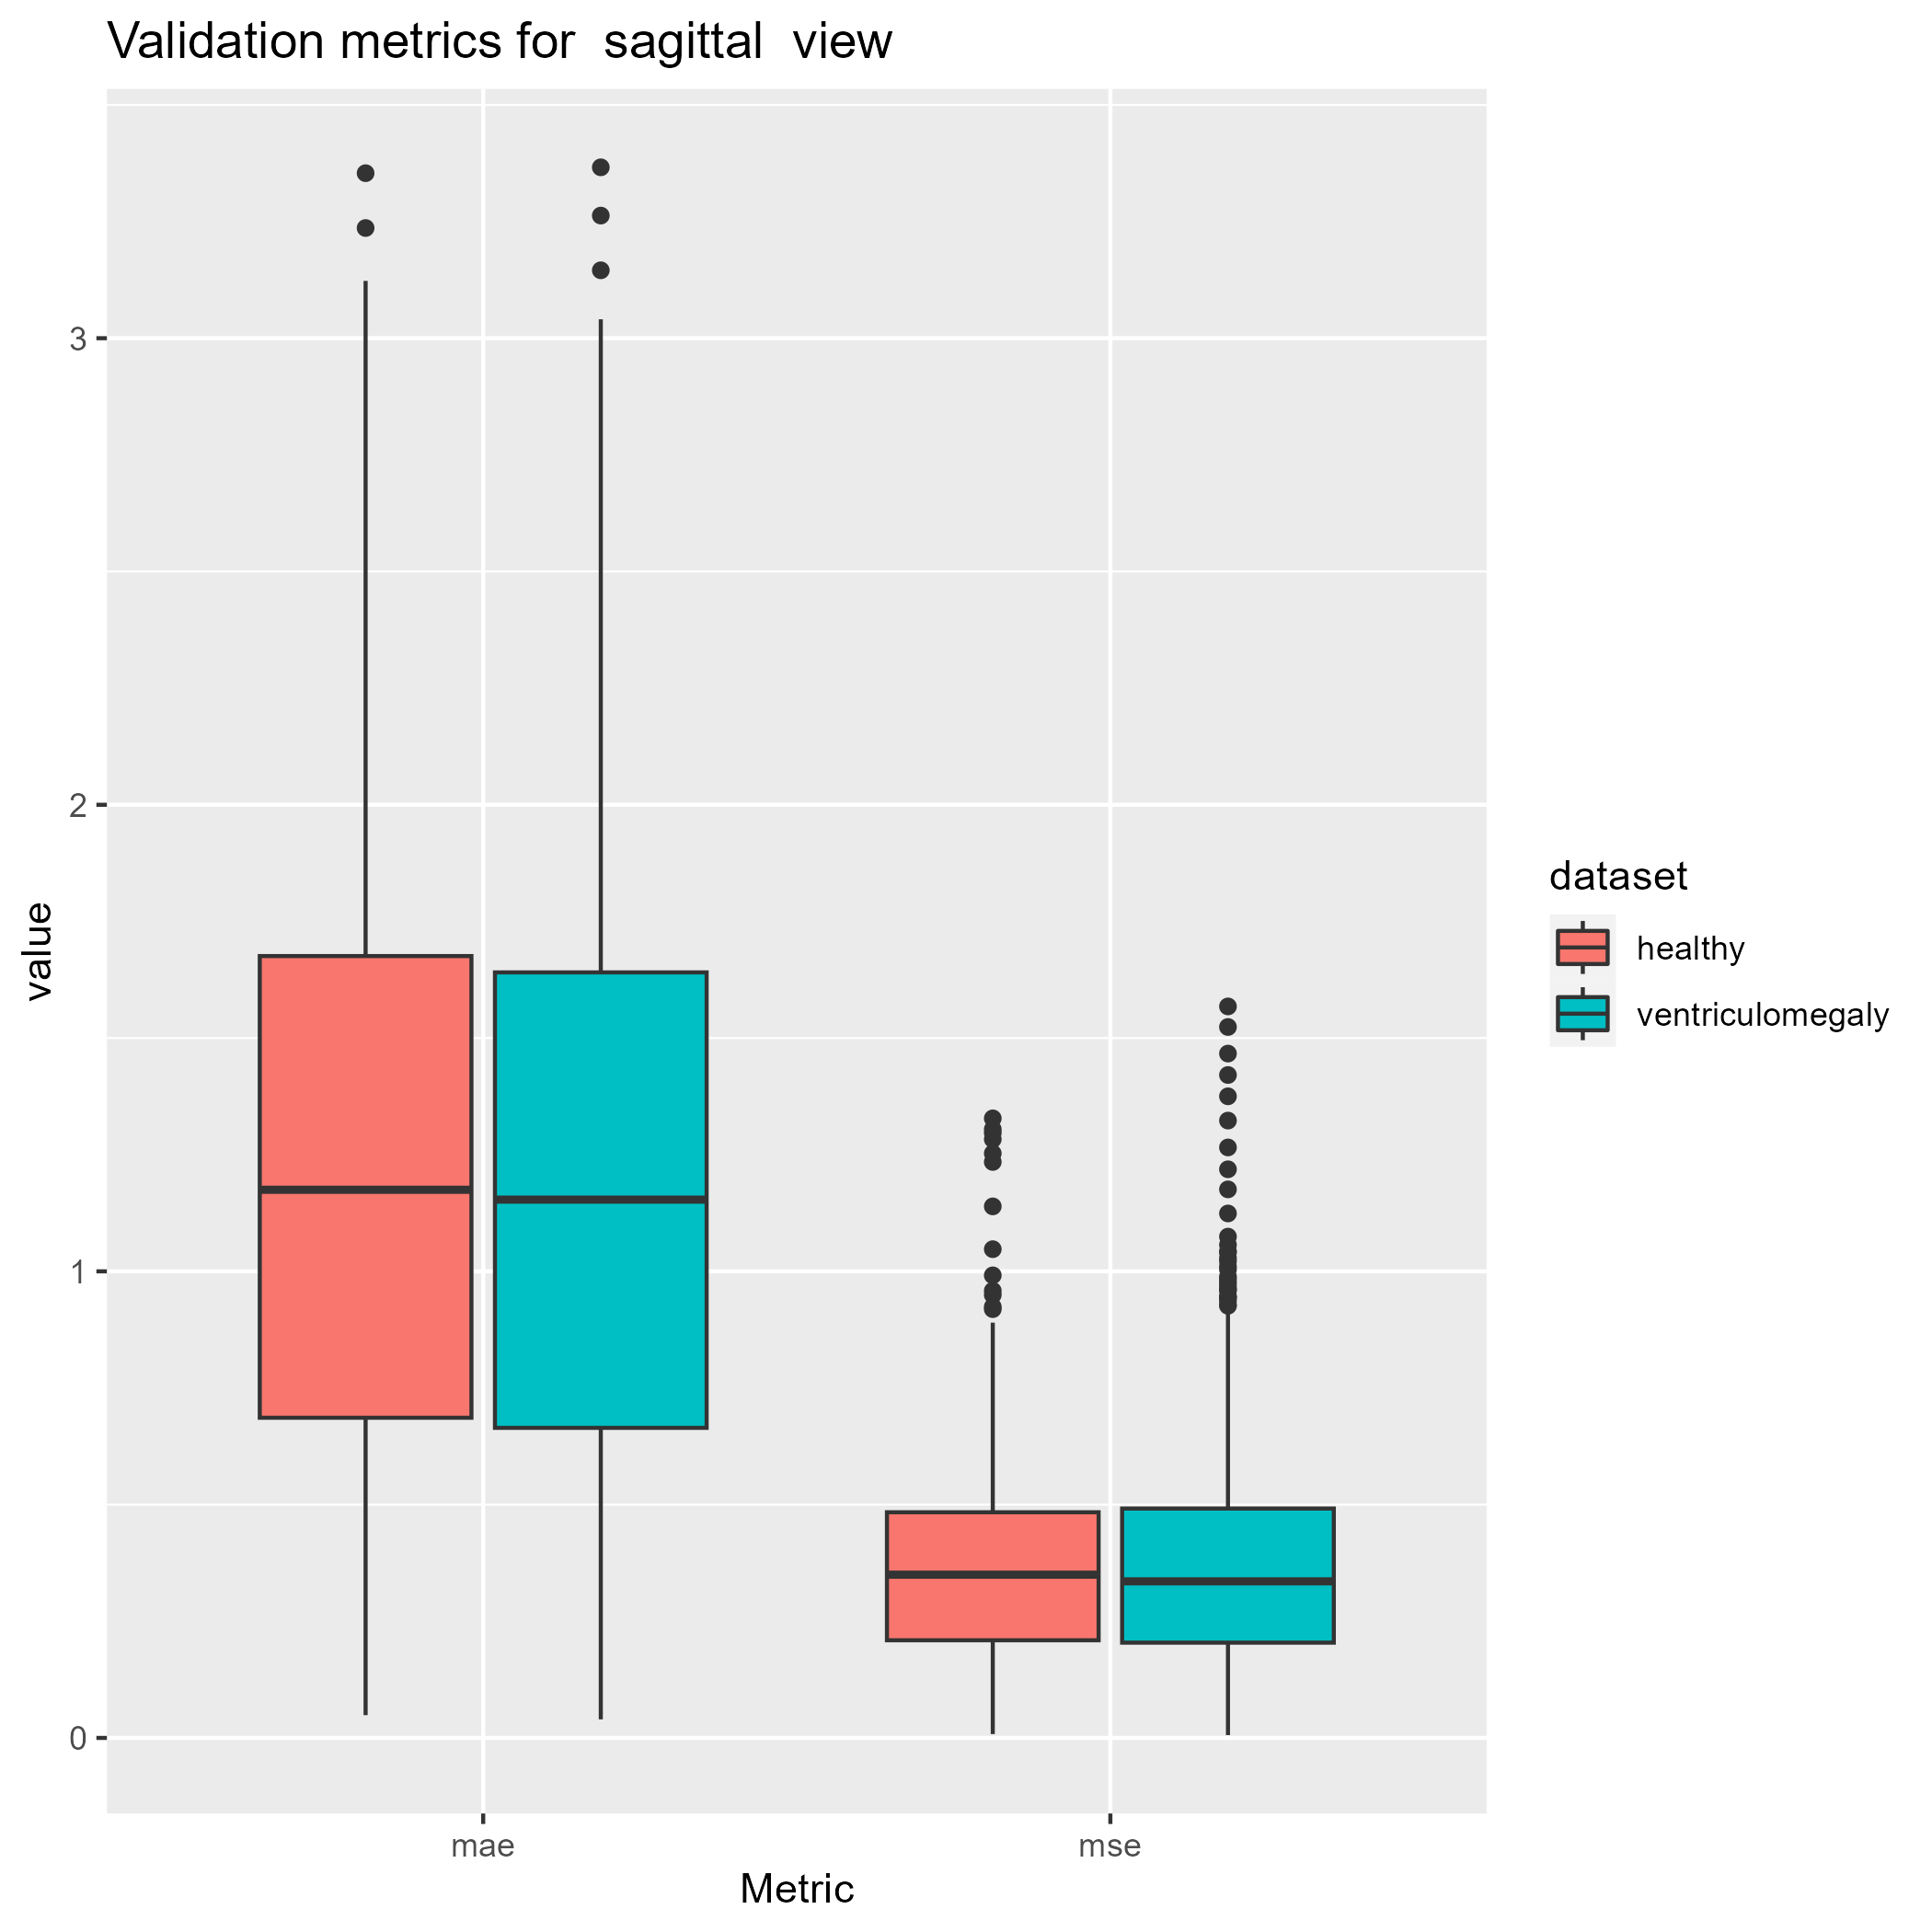 Validation metrics for  sagittal  view
value
3
2
1
0
mae
mse
Metric
dataset
healthy
ventriculomegaly